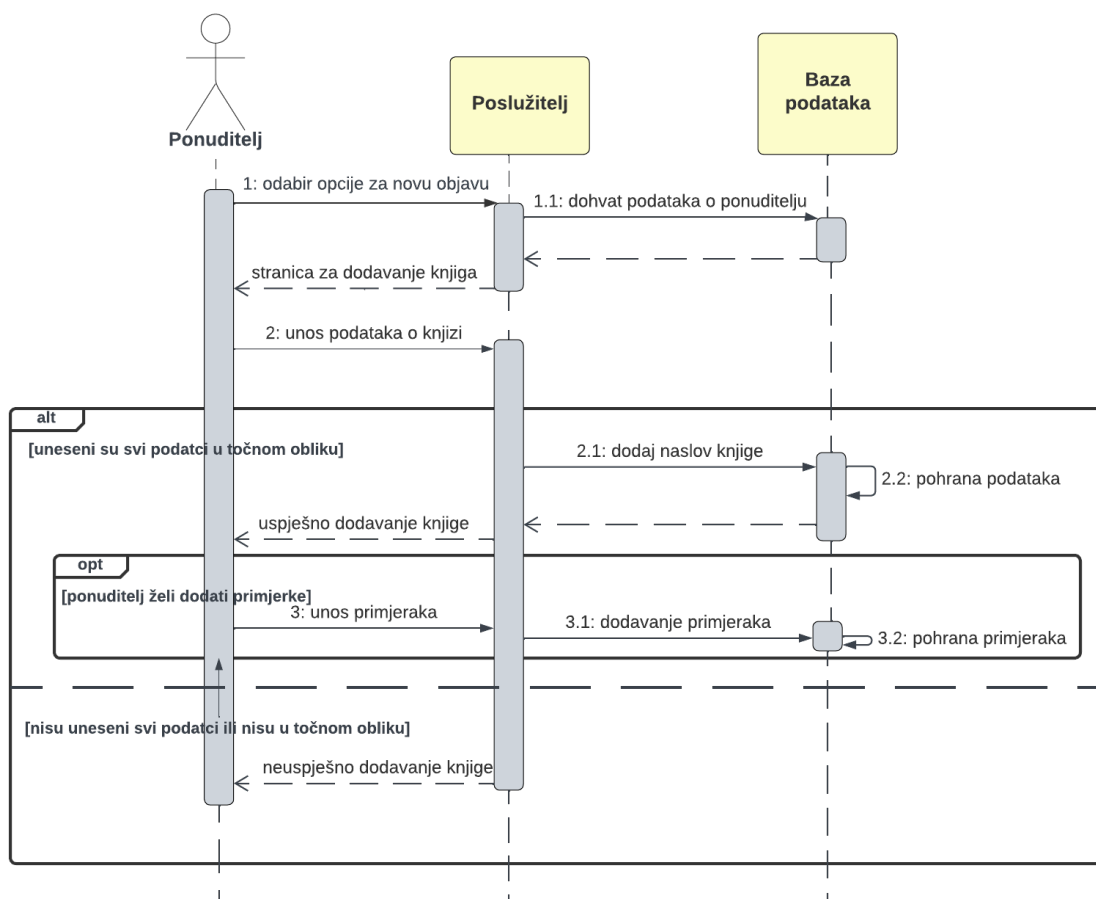 Ponuditelj
Poslužitelj
Baza
podataka
1: odabir opcije za novu objavu
1.1: dohvat podataka o ponuditelju
stranica za dodavanje knjiga
2: unos podataka o knjizi
alt
[uneseni su svi podatci u točnom obliku]
2.1: dodaj naslov knjige
2.2: pohrana podataka
uspješno dodavanje knjige
opt
[ponuditelj želi dodati primjerke]
3: unos primjeraka
3.1: dodavanje primjeraka
3.2: pohrana primjeraka
[nisu uneseni svi podatci ili nisu u točnom obliku]
neuspješno dodavanje knjige